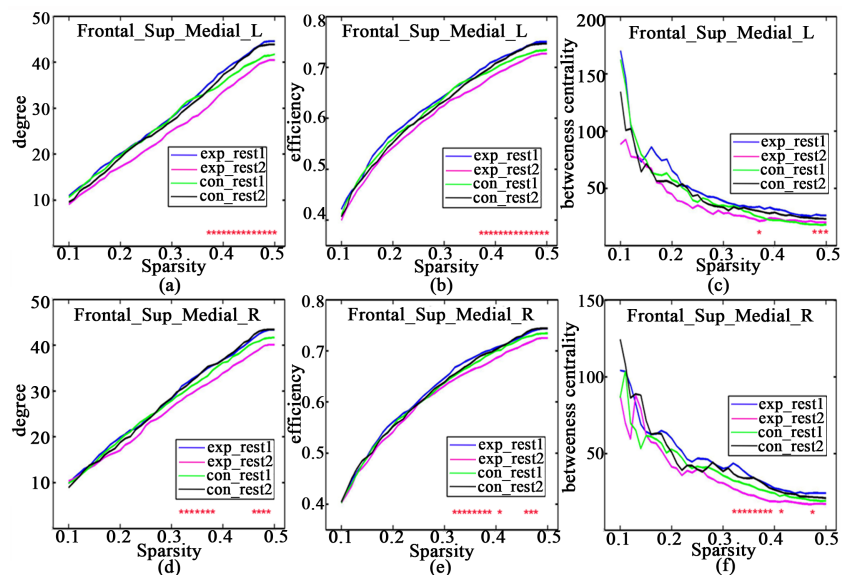 (a)
Frontal_Sup_Medial_L
degree
50
40
30
20
10
exp_rest1
exp_rest2
con_rest1
con_rest2
***************
0.1 0.2 0.3 0.4 0.5
Sparsity
(a)
(b)
Frontal_Sup_Medial_L
efficiency
0.8
0.7
0.6
0.5
0.4
exp_rest1
exp_rest2
con_rest1
con_rest2
***************
0.1 0.2 0.3 0.4 0.5
Sparsity
(b)
(c)
Frontal_Sup_Medial_L
betweeness centrality
200
150
100
50
exp_rest1
exp_rest2
con_rest1
con_rest2
* ***
0.1 0.2 0.3 0.4 0.5
Sparsity
(c)
Frontal_Sup_Medial_R
degree
50
40
30
20
10
exp_rest1
exp_rest2
con_rest1
con_rest2
******** ****
0.1 0.2 0.3 0.4 0.5
Sparsity
(d)
Frontal_Sup_Medial_R
efficiency
0.8
0.7
0.6
0.5
0.4
exp_rest1
exp_rest2
con_rest1
con_rest2
********* * ***
0.1 0.2 0.3 0.4 0.5
Sparsity
(e)
Frontal_Sup_Medial_R
betweeness centrality
150
100
50
exp_rest1
exp_rest2
con_rest1
con_rest2
********* * *
0.1 0.2 0.3 0.4 0.5
Sparsity
(f)